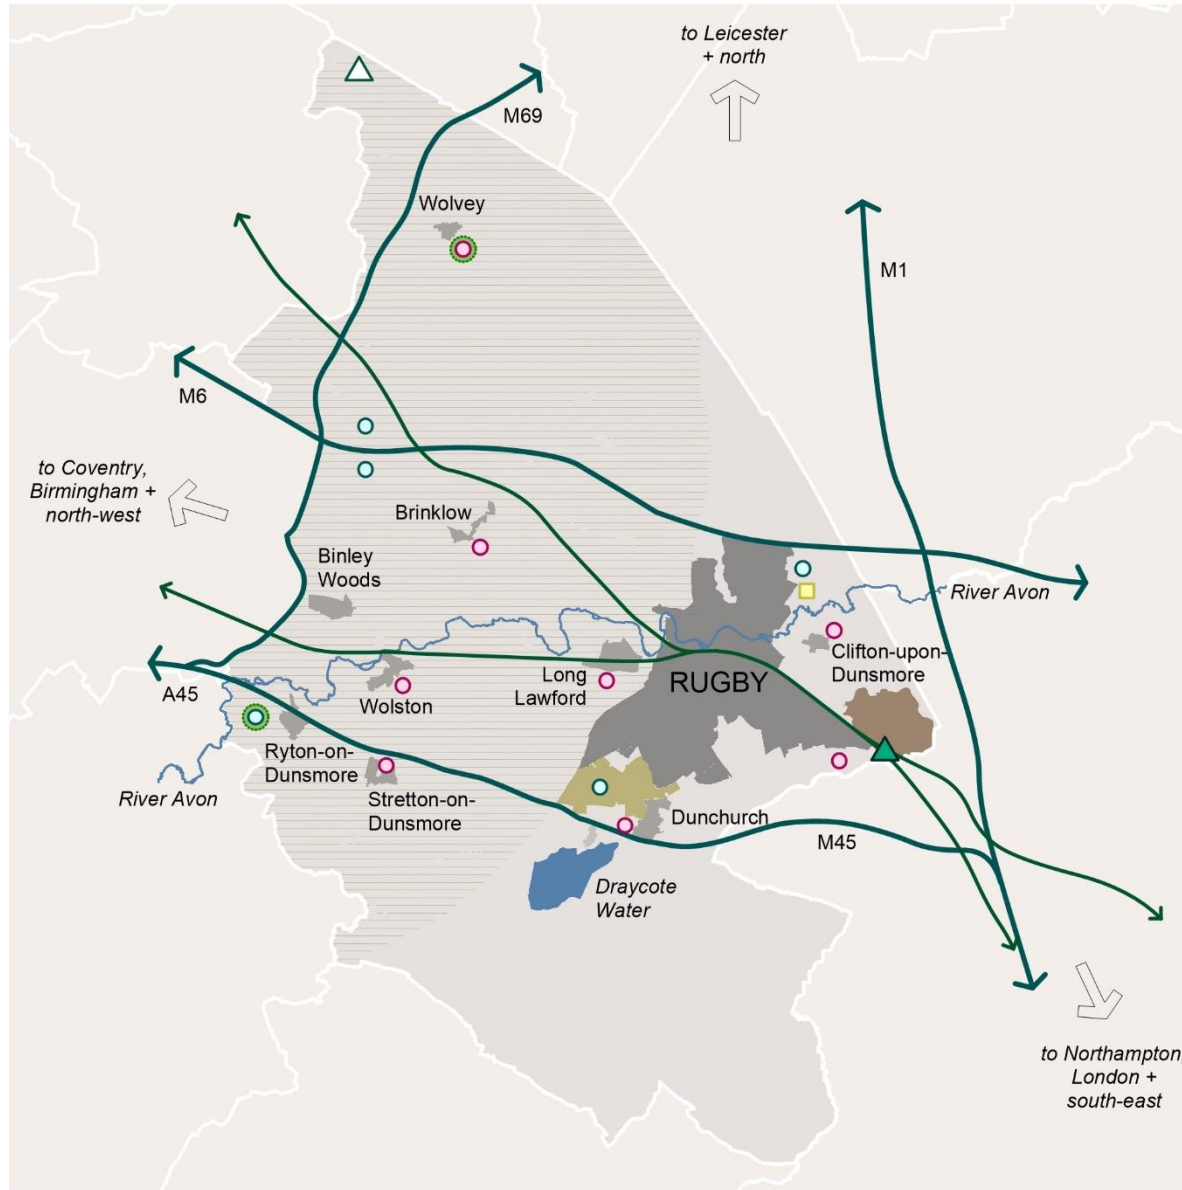 to Leicester
+ north
M69
Wolvey
M1
M6
to Coventry,
Birmingham +
north-west
Brinklow
Binley
Woods
River Avon
Clifton-upon-
Dunsmore
Long
Lawford
RUGBY
A45
Wolston
Ryton-on-
Dunsmore
River Avon
Stretton-on-
Dunsmore
Dunchurch
M45
Draycote
Water
to Northampton,
London +
south-east